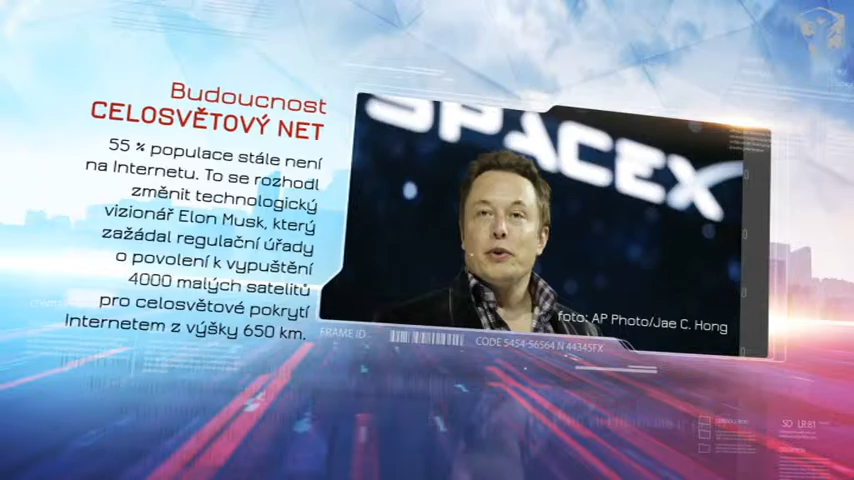 Budoucnost
CELOSVĚTOVÝ NET
55 % populace stále není
na Internetu. To se rozhodl
změnit technologický
vizionář Elon Musk, který
zažádal regulační úřady
o povolení k vypuštění
4000 malých satelitů
pro celosvětové pokrytí
Internetem z výšky 650 km.
SPACEX
foto: AP Photo/Jae C. Hong
FRAME ID...
CODE 5454-56564 N 44345FX
SD LR81